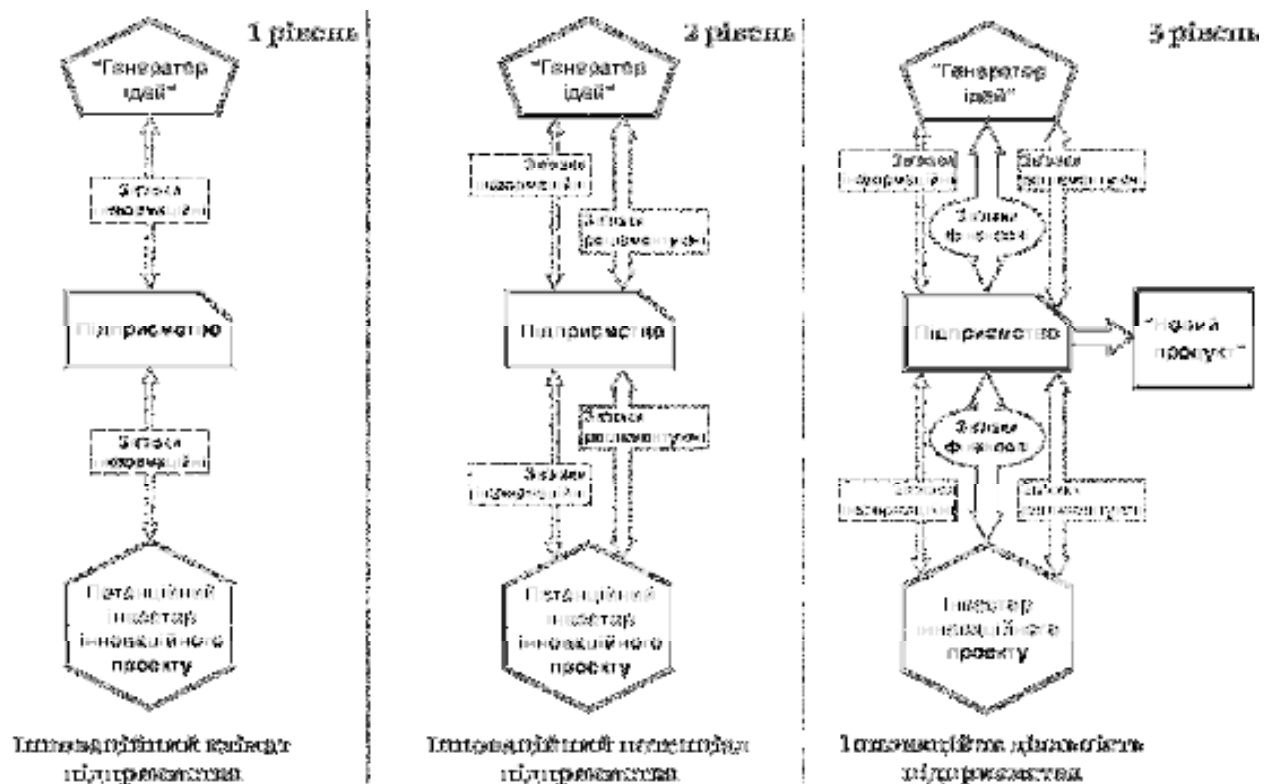 1 рівень
"Генератор
ідей"
Зв'язки
інформаційні
Підприємство
Зв'язки
інформаційні
Потенційний
інвестор
інноваційного
проекту
Інноваційний
підприємства
2 рівень
"Генератор
ідей"
Зв'язки
інформаційні
Зв'язки
регламентуючі
Підприємство
Зв'язки
регламентуючі
Зв'язки
інформаційні
Потенційний
інвестор
інноваційного
проекту
Інноваційний потенціал
підприємства
3 рівень
"Генератор
ідей"
Зв'язки
інформаційні
Зв'язки
регламентуючі
Зв'язки
фінансові
Підприємство
"Новий
продукт"
Зв'язки
фінансові
Зв'язки
інформаційні
Зв'язки
регламентуючі
Інвестор
інноваційного
проекту
Інноваційна діяльність
підприємства